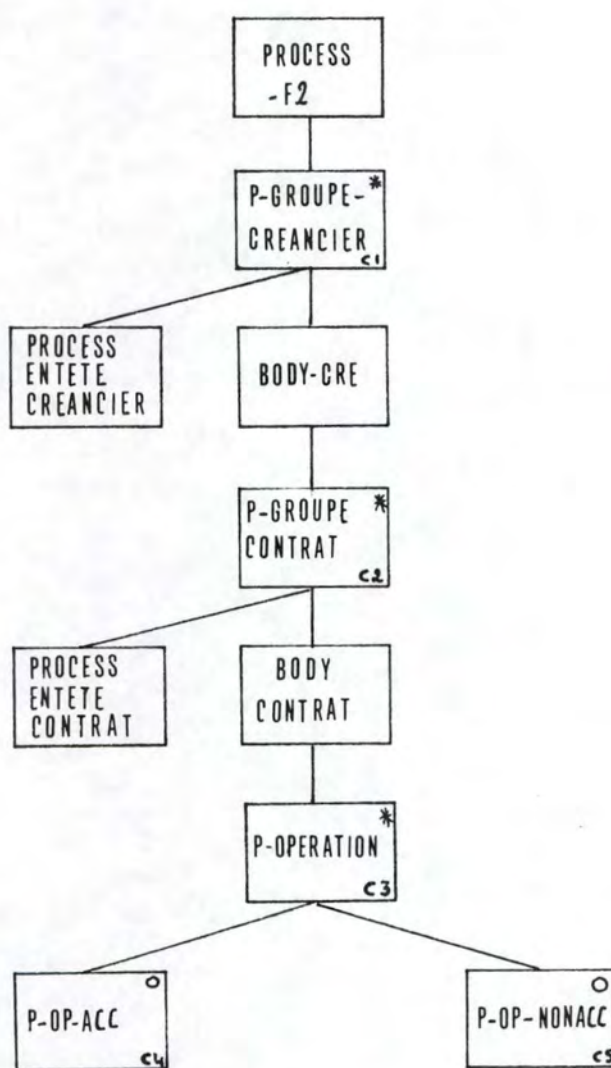 PROCESS
-F2
P-GROUPE- *
CREANCIER
C1
PROCESS
ENTETE
CREANCIER
BODY-CRE
P-GROUPE *
CONTRAT
C2
PROCESS
ENTETE
CONTRAT
BODY
CONTRAT
*
P-OPERATION
C3
O
P-OP-ACC
C4
O
P-OP-NONACC
C5